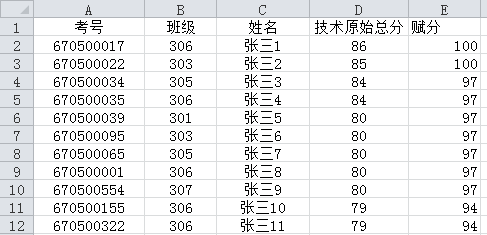 A B C D E
1 考号 班级 姓名 技术原始总分 赋分
2 670500017 306 张三1 86 100
3 670500022 303 张三2 85 100
4 670500034 305 张三3 84 97
5 670500035 306 张三4 84 97
6 670500039 301 张三5 80 97
7 670500095 303 张三6 80 97
8 670500065 305 张三7 80 97
9 670500001 306 张三8 80 97
10 670500554 307 张三9 80 97
11 670500155 306 张三10 79 94
12 670500322 306 张三11 79 94